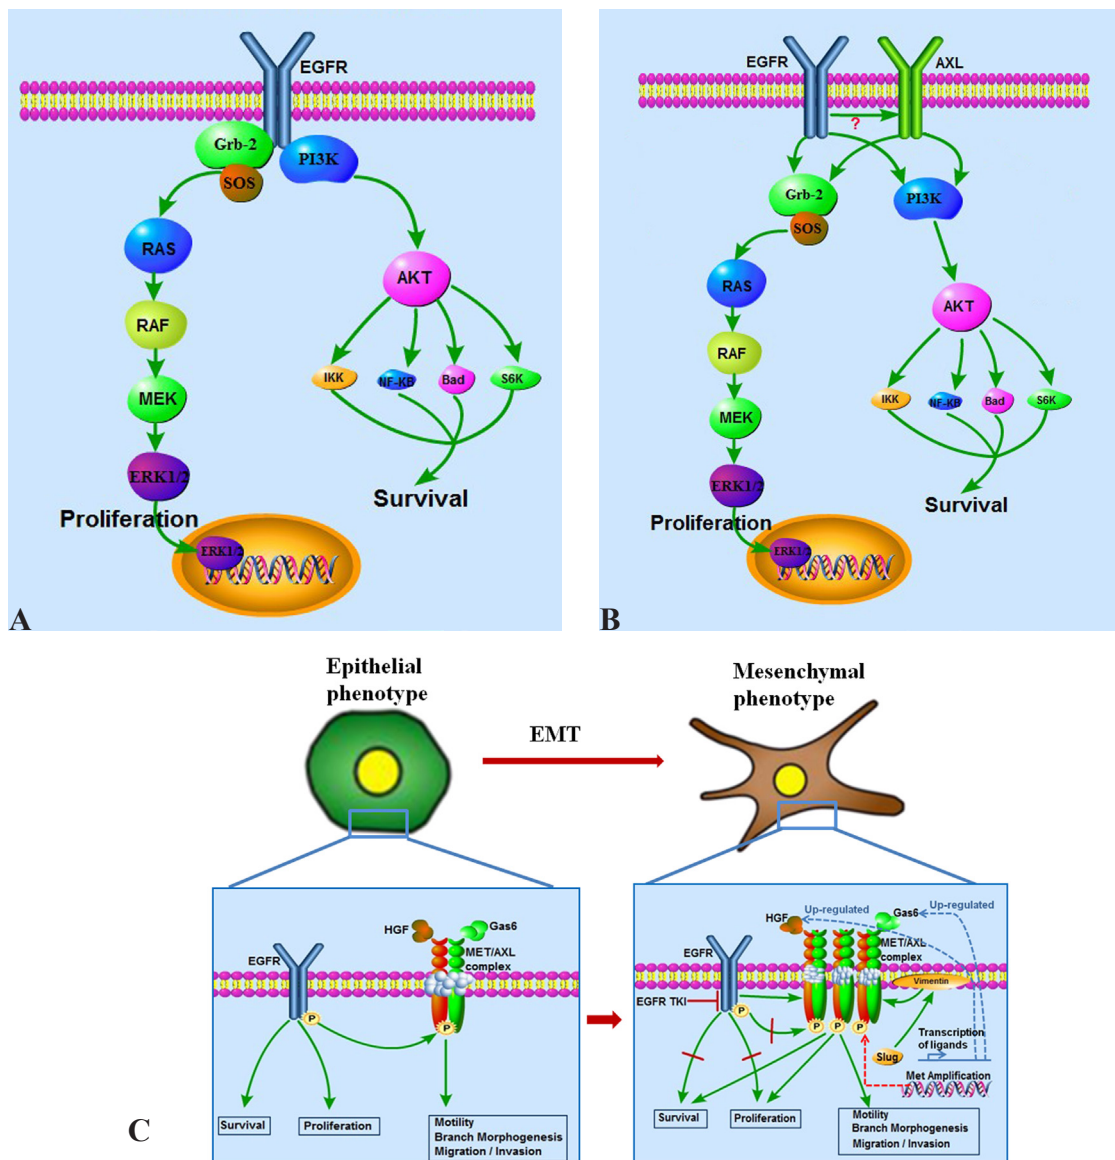 EGFR
Grb-2
PI3K
SOS
RAS
AKT
RAF
IKK
NF-KB
Bad
S6K
MEK
ERK1/2
Survival
Proliferation
ERK1/2
A
EGFR
AXL
?
Grb-2
PI3K
SOS
RAS
AKT
RAF
IKK
NF-KB
Bad
S6K
MEK
ERK1/2
Survival
Proliferation
ERK1/2
B
Epithelial
phenotype
EMT
Mesenchymal
phenotype
HGF
Gas6
EGFR
MET/AXL
complex
P
P
Survival
Proliferation
Motility
Branch Morphogenesis
Migration / Invasion
Up-regulated
Gas6
Up-regulated
HGF
EGFR
MET/AXL
complex
Vimentin
EGFR TKI
P
P
P
P
Slug
Transcription
of ligands
Met Amplification
Survival
Proliferation
Motility
Branch Morphogenesis
Migration / Invasion
C